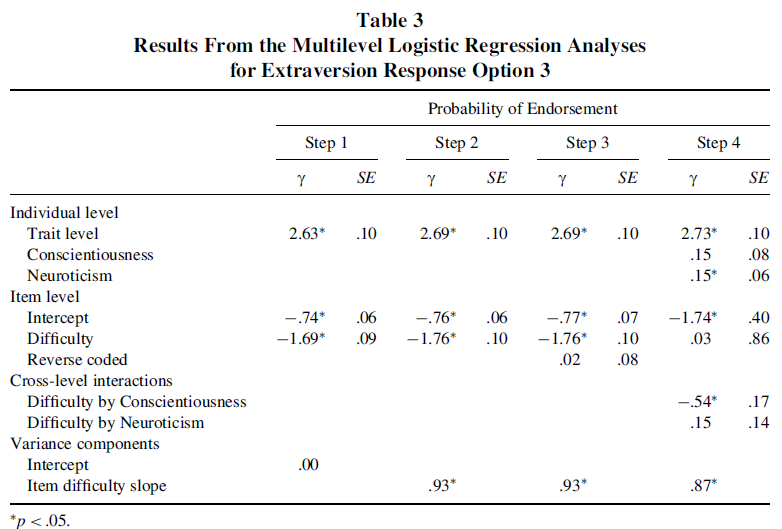 Table 3
Results From the Multilevel Logistic Regression Analyses
for Extraversion Response Option 3
Probability of Endorsement
Step 1 Step 2 Step 3 Step 4
γ SE γ SE γ SE γ SE
Individual level
Trait level 2.63* .10 2.69* .10 2.69* .10 2.73* .10
Conscientiousness .15 .08
Neuroticism .15* .06
Item level
Intercept −.74* .06 −.76* .06 −.77* .07 −1.74* .40
Difficulty −1.69* .09 −1.76* .10 −1.76* .10 .03 .86
Reverse coded .02 .08
Cross-level interactions
Difficulty by Conscientiousness −.54* .17
Difficulty by Neuroticism .15 .14
Variance components
Intercept .00
Item difficulty slope .93* .93* .87*
*p < .05.